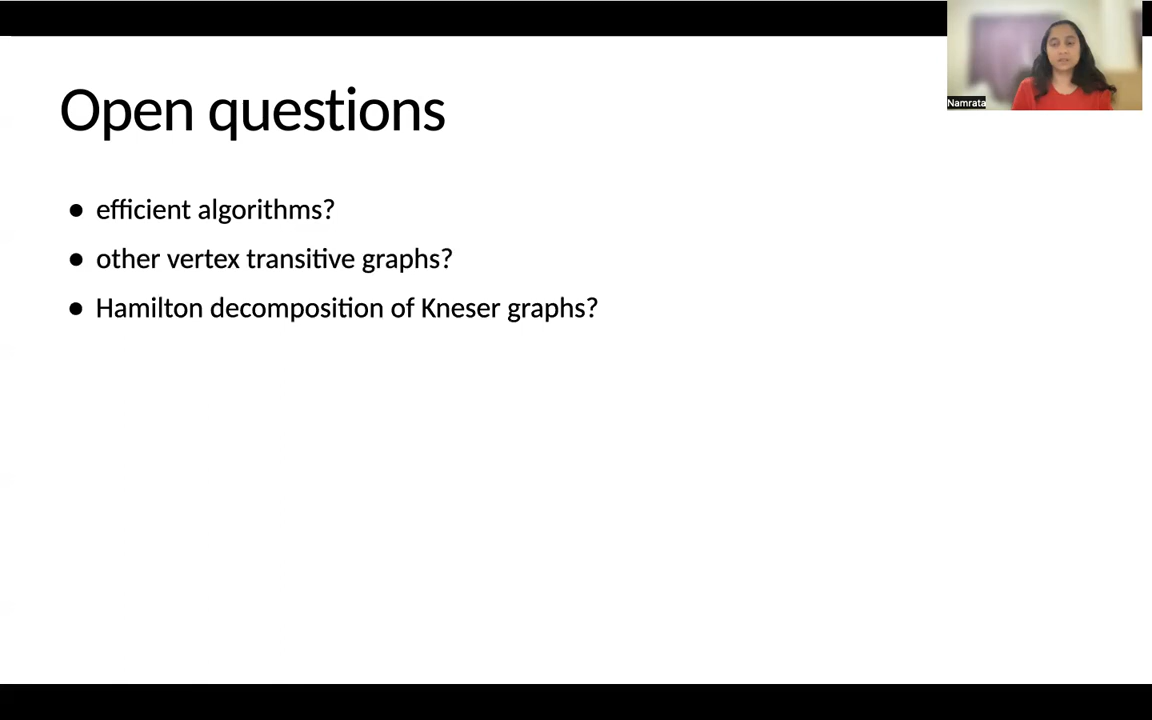 Namrata
Open questions
• efficient algorithms?
• other vertex transitive graphs?
• Hamilton decomposition of Kneser graphs?